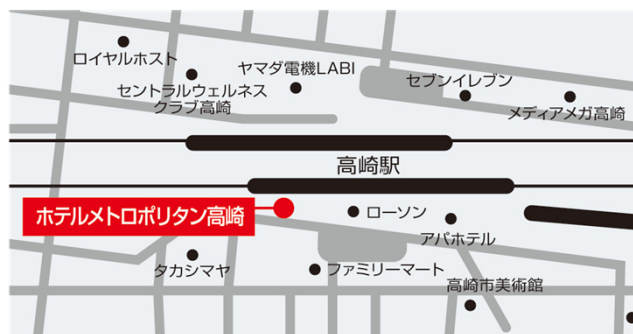 ロイヤルホスト
ヤマダ電機LABI
セントラルウェルネス
クラブ高崎
セブンイレブン
メディアメガ高崎
高崎駅
ホテルメトロポリタン高崎
ローソン
アパホテル
タカシマヤ
ファミリーマート
高崎市美術館